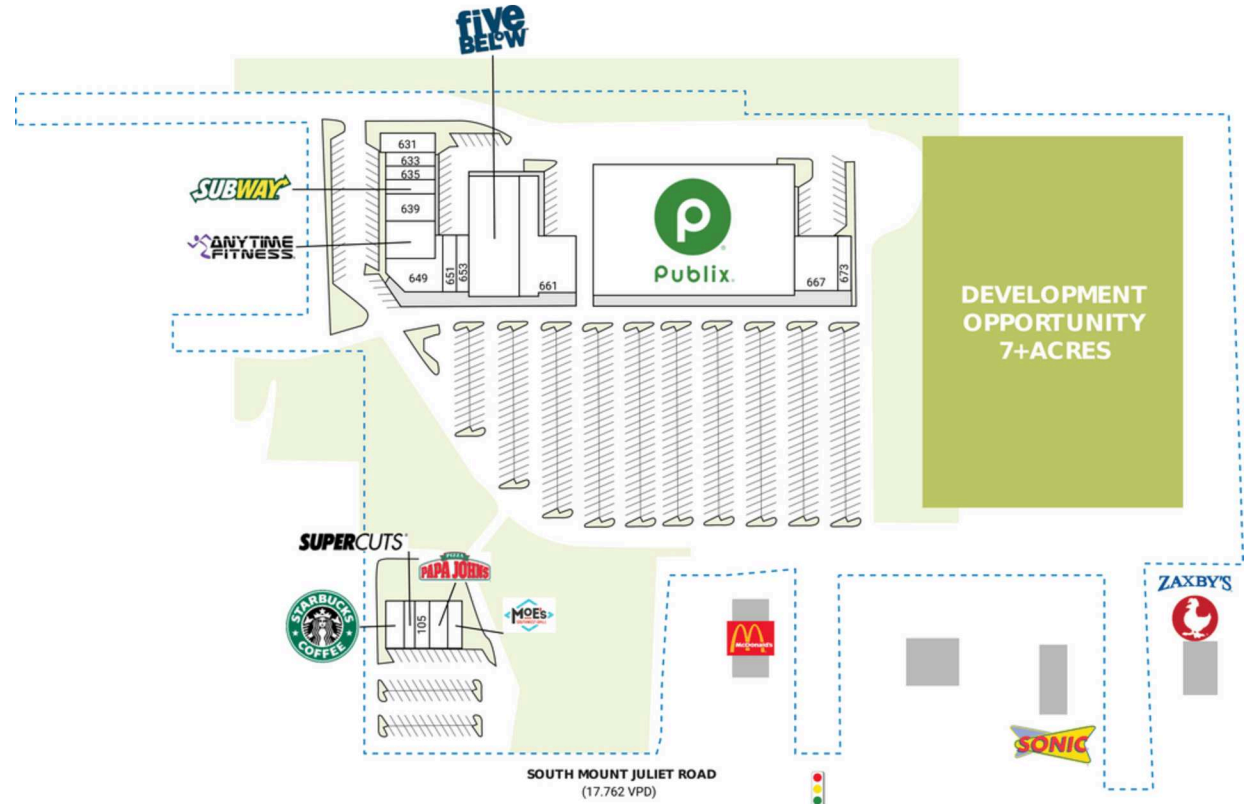 five
BELOW
631
633
635
SUBWAY
639
ANYTIME
FITNESS
649
651
653
661
Publix
667
673
DEVELOPMENT
OPPORTUNITY
7+ACRES
SUPERCUTS
PIZZA
PAPA JOHNS
STARBUCKS
COFFEE
105
MOE's
SOUTHWEST GRILL
McDonald's
ZAXBY'S
SONIC
SOUTH MOUNT JULIET ROAD
(17.762 VPD)